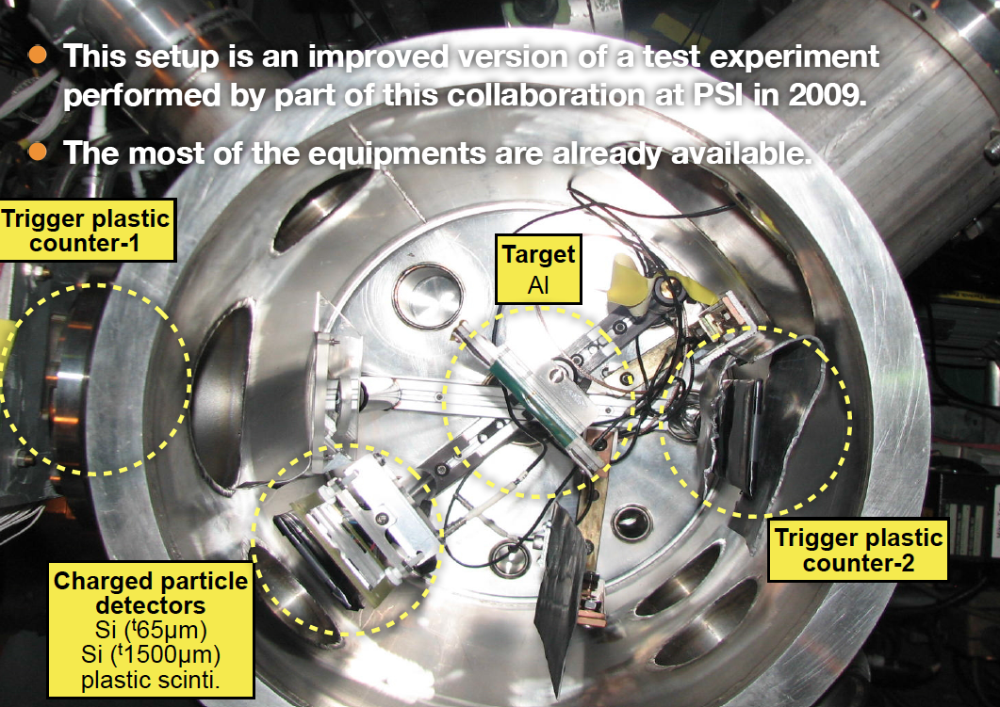 This setup is an improved version of a test experiment
performed by part of this collaboration at PSI in 2009.
The most of the equipments are already available.
Trigger plastic
counter-1
Target
Al
Trigger plastic
counter-2
Charged particle
detectors
Si (ᵗ65μm)
Si (ᵗ1500μm)
plastic scinti.